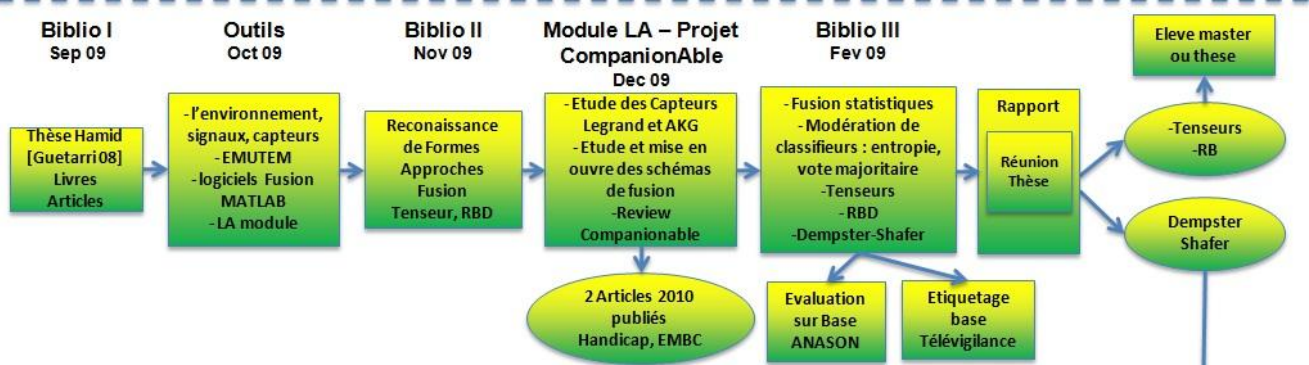 Biblio I
Sep 09
Outils
Oct 09
Biblio II
Nov 09
Module LA – Projet
CompanionAble
Dec 09
Biblio III
Fev 09
Thèse Hamid
[Guetarri 08]
Livres
Articles
-l'environnement,
signaux, capteurs
-EMUTEM
-logiciels Fusion
MATLAB
-LA module
Reconaissance
de Formes
Approches
Fusion
Tenseur, RBD
-Etude des Capteurs
Legrand et AKG
-Etude et mise en
ouvre des schémas
de fusion
-Review
Companionable
2 Articles 2010
publiés
Handicap, EMBC
-Fusion statistiques
-Modération de
classifieurs : entropie,
vote majoritaire
-Tenseurs
-RBD
-Dempster-Shafer
Evaluation
sur Base
ANASON
Etiquetage
base
Télévigilance
Rapport
Réunion
Thèse
Eleve master
ou these
-Tenseurs
-RB
Dempster
Shafer